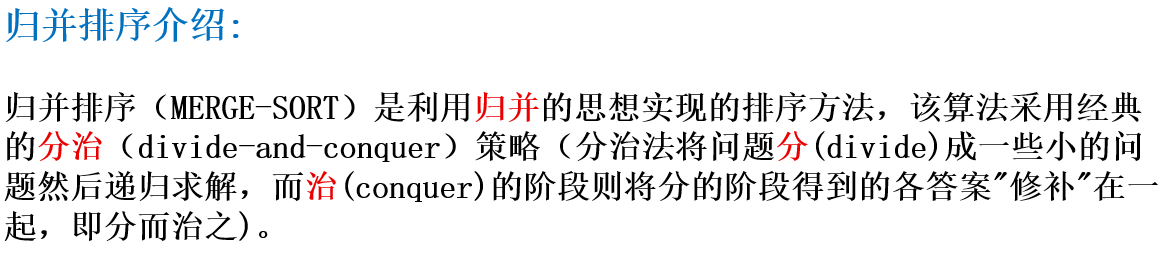 归并排序介绍:
归并排序（MERGE-SORT）是利用归并的思想实现的排序方法，该算法采用经典
的分治（divide-and-conquer）策略（分治法将问题分(divide)成一些小的问
题然后递归求解，而治(conquer)的阶段则将分的阶段得到的各答案"修补"在一
起，即分而治之)。